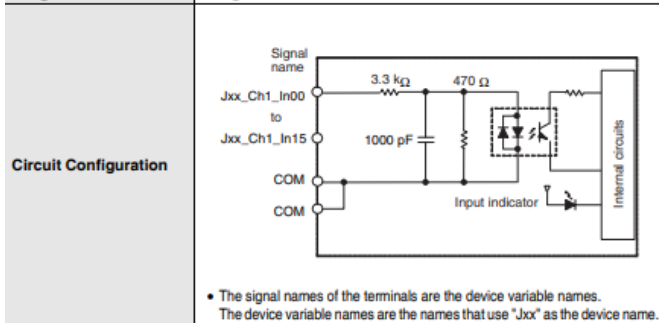 Circuit Configuration
Signal
name
Jxx_Ch1_In00
to
Jxx_Ch1_In15
COM
COM
3.3 kΩ
470 Ω
1000 pF
Input indicator
Internal circuits
• The signal names of the terminals are the device variable names.
The device variable names are the names that use "Jxx" as the device name.